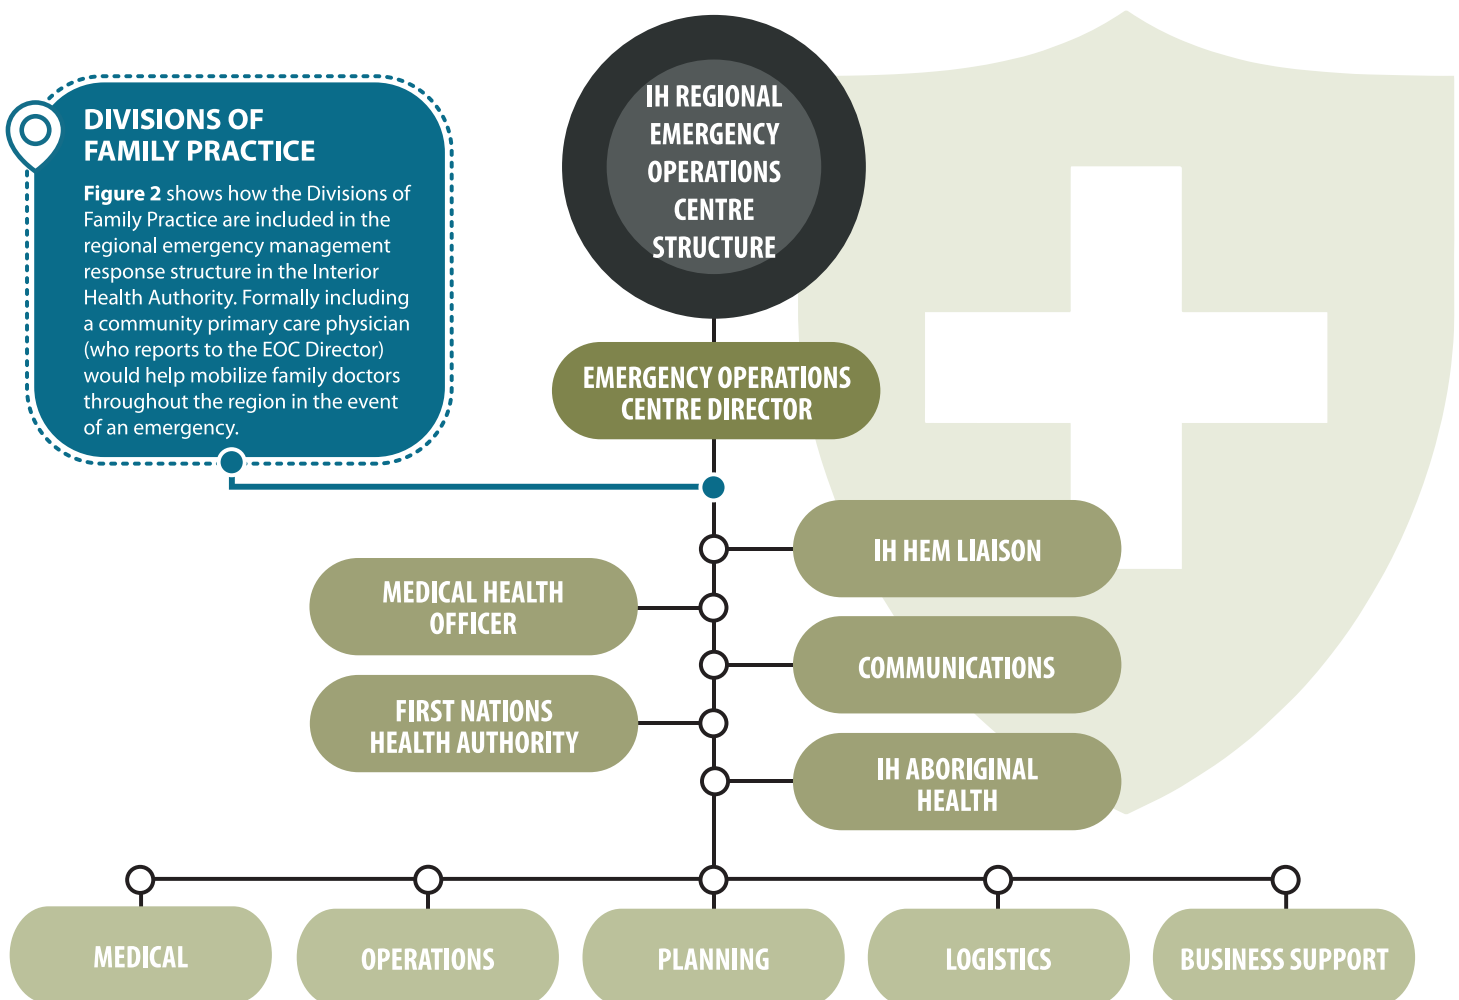 DIVISIONS OF
FAMILY PRACTICE
Figure 2 shows how the Divisions of
Family Practice are included in the
regional emergency management
response structure in the Interior
Health Authority. Formally including
a community primary care physician
(who reports to the EOC Director)
would help mobilize family doctors
throughout the region in the event
of an emergency.
IH REGIONAL
EMERGENCY
OPERATIONS
CENTRE
STRUCTURE
EMERGENCY OPERATIONS
CENTRE DIRECTOR
IH HEM LIAISON
MEDICAL HEALTH
OFFICER
COMMUNICATIONS
FIRST NATIONS
HEALTH AUTHORITY
IH ABORIGINAL
HEALTH
MEDICAL
OPERATIONS
PLANNING
LOGISTICS
BUSINESS SUPPORT